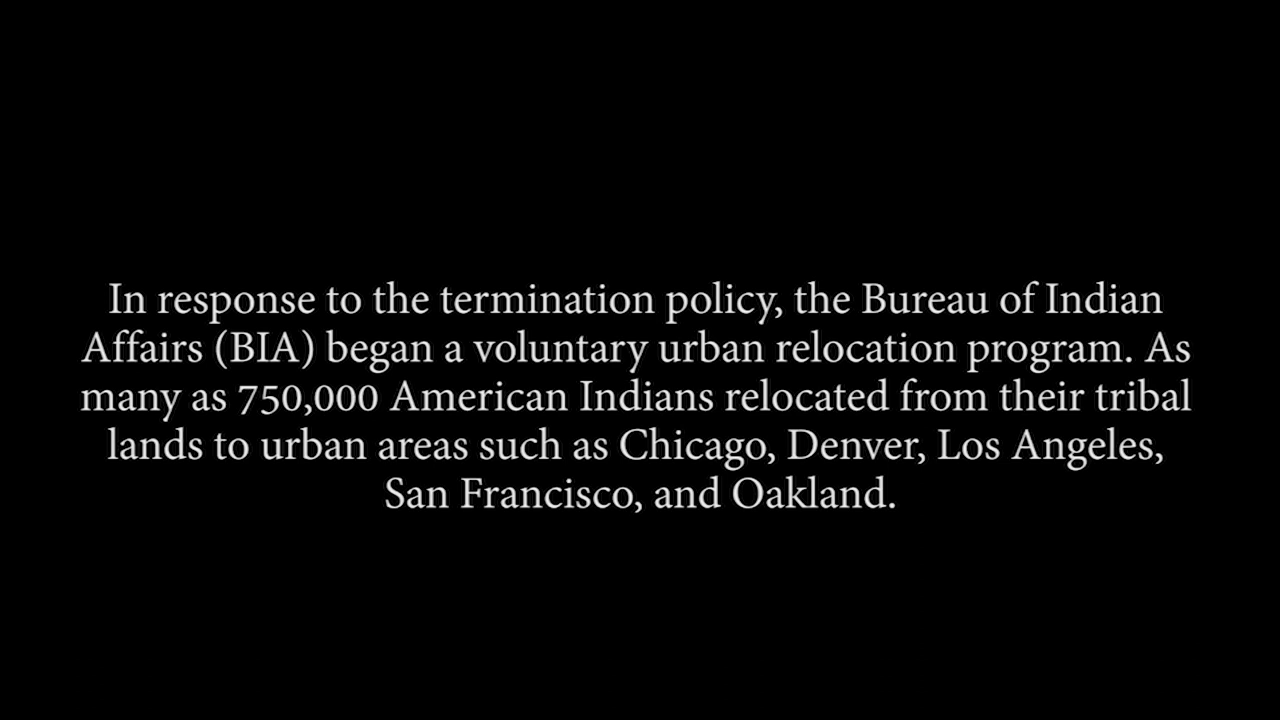 In response to the termination policy, the Bureau of Indian
Affairs (BIA) began a voluntary urban relocation program. As
many as 750,000 American Indians relocated from their tribal
lands to urban areas such as Chicago, Denver, Los Angeles,
San Francisco, and Oakland.